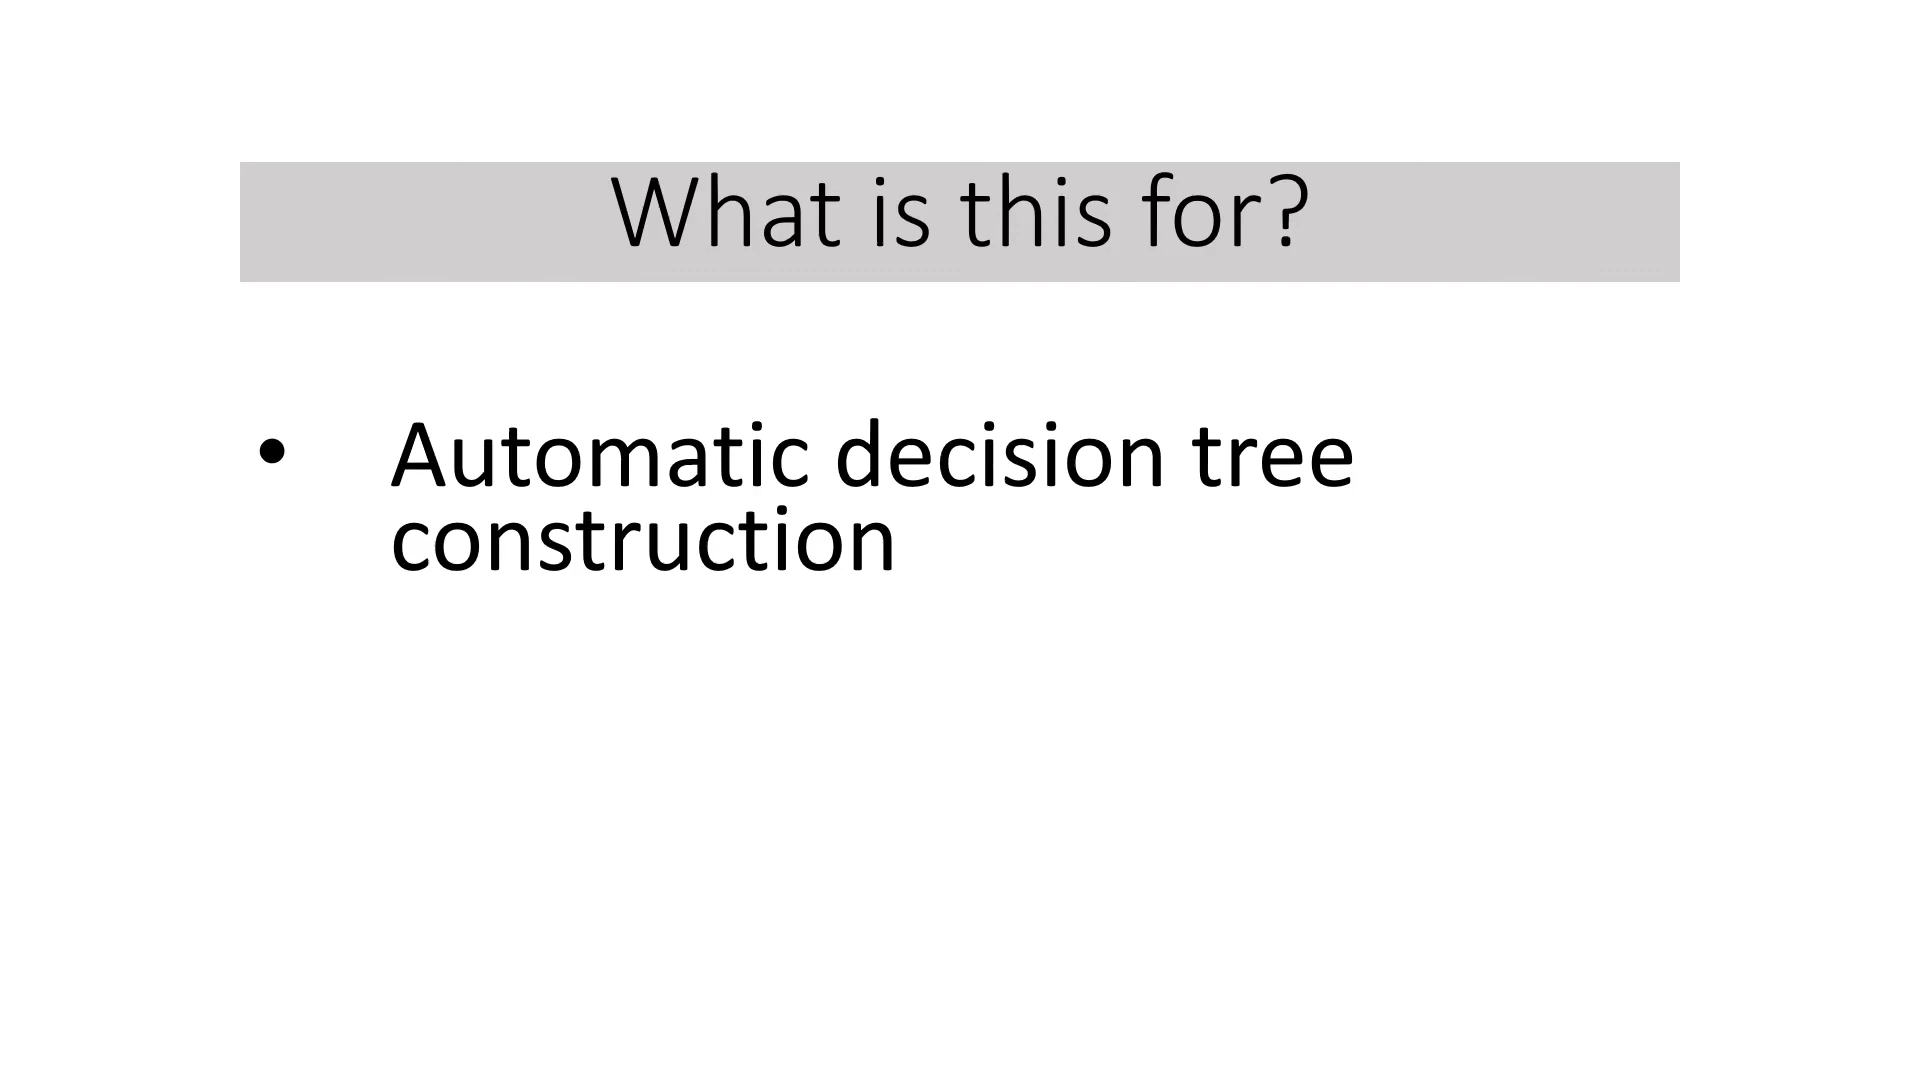 What is this for?
• Automatic decision tree
construction